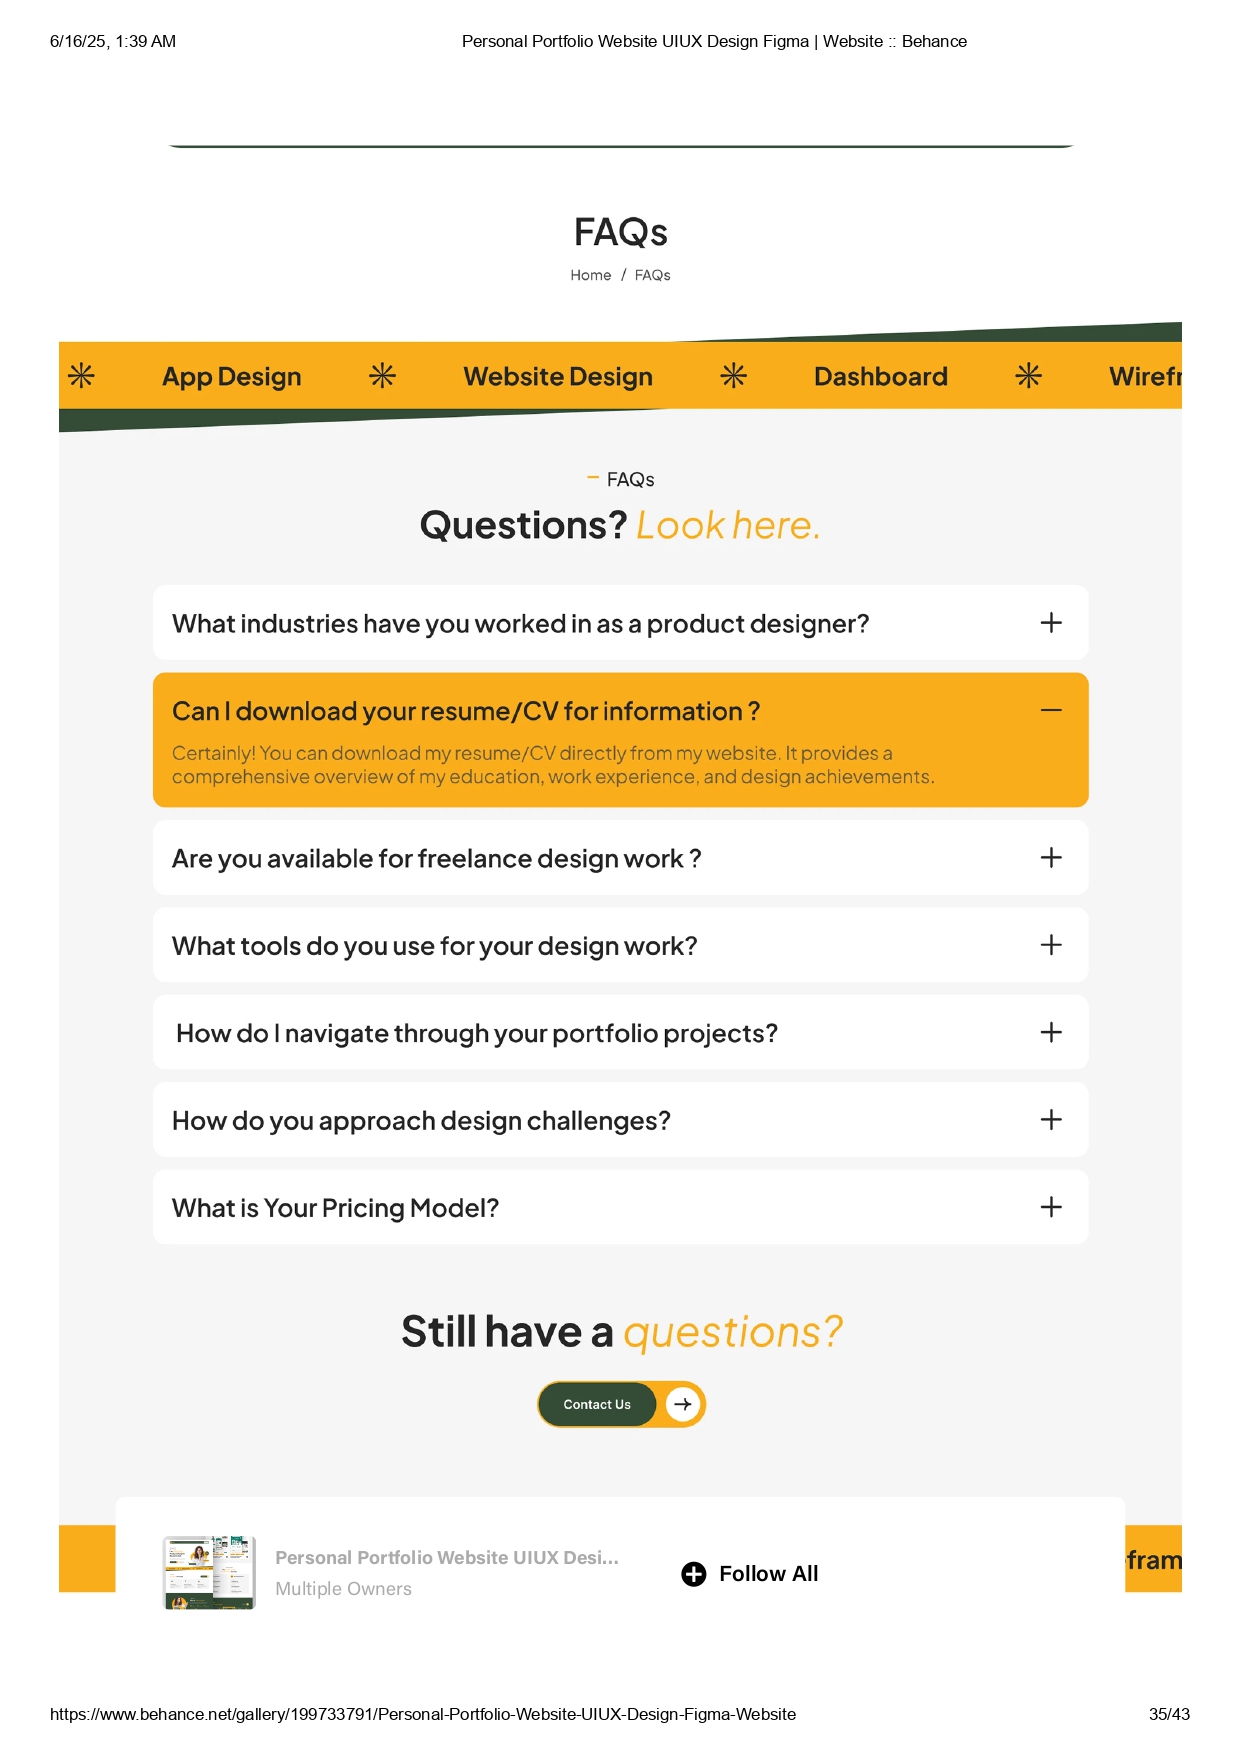 6/16/25, 1:39 AM
Personal Portfolio Website UIUX Design Figma | Website :: Behance
FAQs
Home / FAQs
App Design Website Design Dashboard Wirefr
FAQs
Questions? Look here.
What industries have you worked in as a product designer?
Can I download your resume/CV for information ?
Certainly! You can download my resume/CV directly from my website. It provides a
comprehensive overview of my education, work experience, and design achievements.
Are you available for freelance design work ?
What tools do you use for your design work?
How do I navigate through your portfolio projects?
How do you approach design challenges?
What is Your Pricing Model?
Still have a questions?
Contact Us
Personal Portfolio Website UIUX Desi...
Multiple Owners
Follow All
efram
https://www.behance.net/gallery/199733791/Personal-Portfolio-Website-UIUX-Design-Figma-Website
35/43